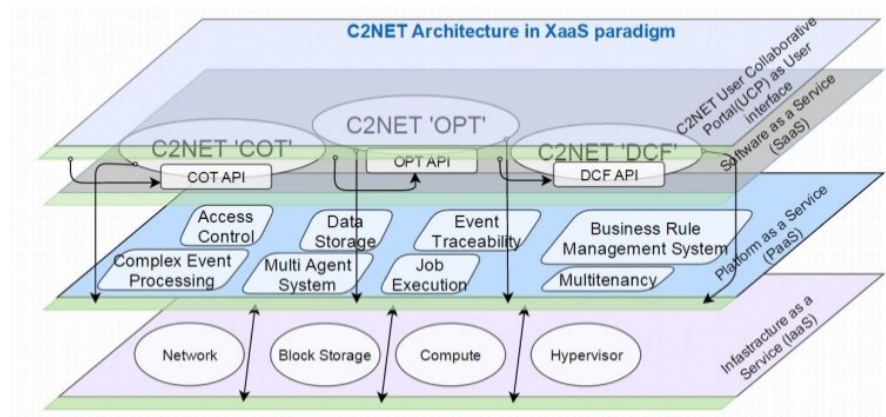 C2NET Architecture in XaaS paradigm
C2NET User Collaborative
Portal(UCP) as User
interface
Software as a Service
(SaaS)
C2NET 'COT'
C2NET 'OPT'
C2NET 'DCF'
COT API
OPT API
DCF API
Access
Control
Data
Storage
Event
Traceability
Business Rule
Management System
Complex Event
Processing
Multi Agent
System
Job
Execution
Multitenancy
Platform as a Service
(PaaS)
Network
Block Storage
Compute
Hypervisor
Infastracture as a
Service (IaaS)